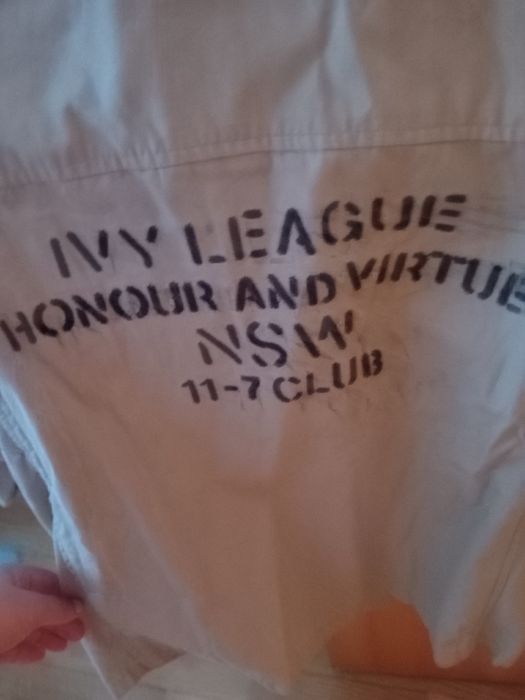 IVY LEAGUE
HONOUR AND VIRTUE
NSW
11-7 CLUB